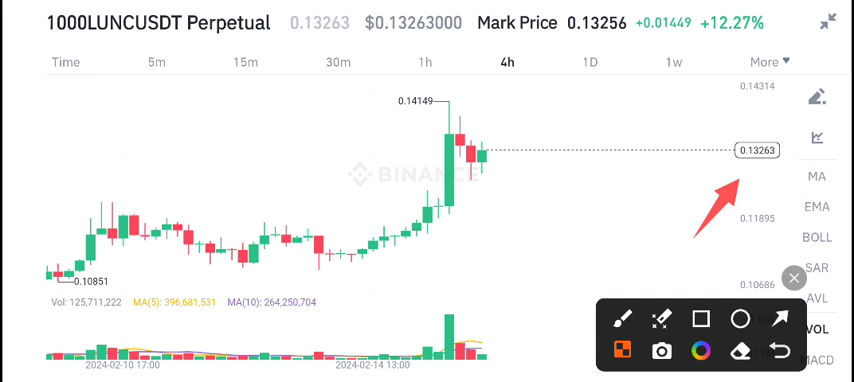 1000LUNCUSDT Perpetual 0.13263 $0.13263000 Mark Price 0.13256 +0.01449 +12.27%
Time 5m 15m 30m 1h 4h 1D 1w More
0.14314
0.14149
0.13263
BINANCE
MA
EMA
0.11895
BOLL
SAR
0.10851
0.10686
AVL
Vol: 125,711,222 MA(5): 396,681,531 MA(10): 264,250,704
VOL
MACD
2024-02-10 17:00 2024-02-14 13:00